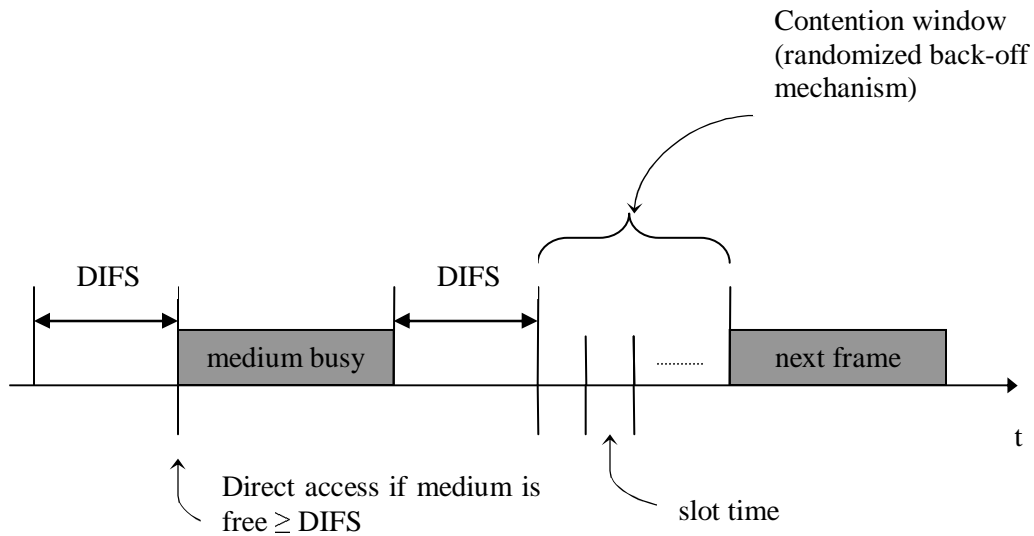 Contention window
(randomized back-off
mechanism)
DIFS
DIFS
medium busy
...........
next frame
t
Direct access if medium is
free ≥ DIFS
slot time